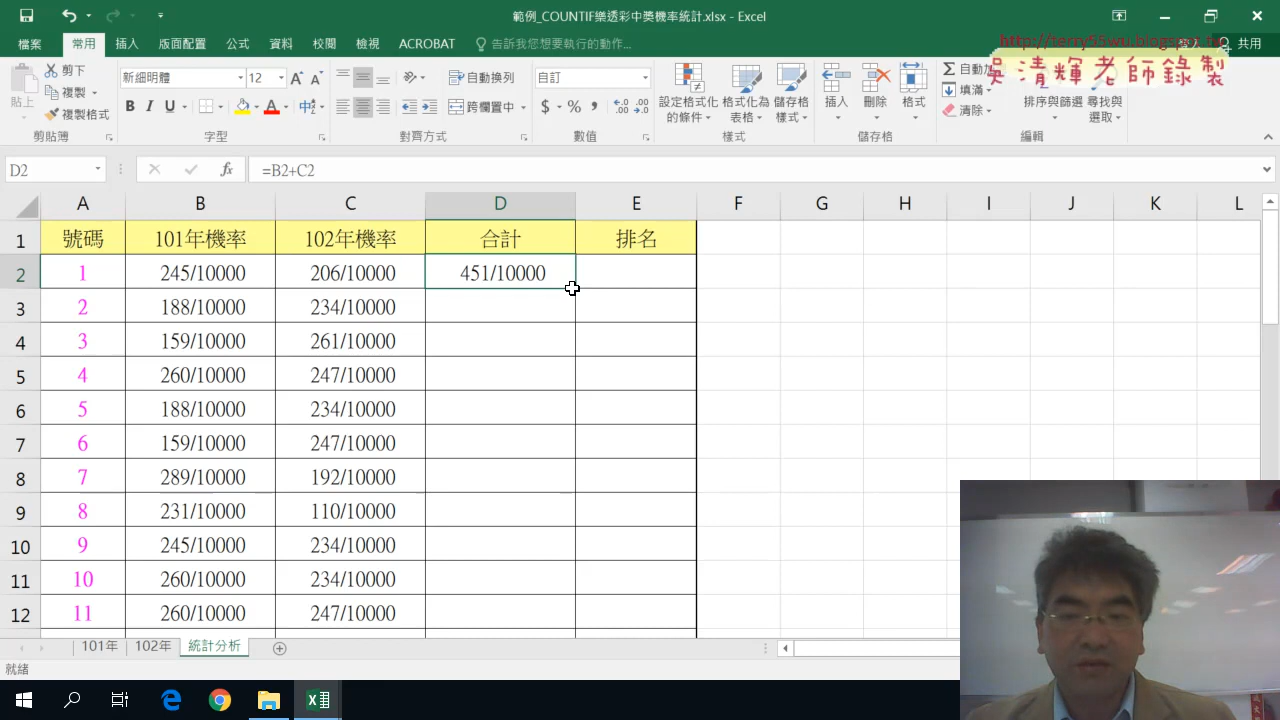 範例_COUNTIF樂透彩中獎機率統計.xlsx - Excel
檔案 常用 插入 版面配置 公式 資料 校閱 檢視 ACROBAT 告訴我您想要執行的動作... 共用
http://terry55wu.blogspot.tw
吳清輝老師錄製
貼上 剪下 複製 複製格式 剪貼簿
新細明體 12 B I U A 中 字型
自動換列 跨欄置中 對齊方式
自訂 $ % , 數值
設定格式化的條件 格式化為表格 儲存格樣式 樣式
插入 刪除 格式 儲存格
自動加 填滿 清除 排序與篩選 尋找與選取 編輯
D2 fx =B2+C2
A B C D E F G H I J K L
1 號碼 101年機率 102年機率 合計 排名
2 1 245/10000 206/10000 451/10000
3 2 188/10000 234/10000
4 3 159/10000 261/10000
5 4 260/10000 247/10000
6 5 188/10000 234/10000
7 6 159/10000 247/10000
8 7 289/10000 192/10000
9 8 231/10000 110/10000
10 9 245/10000 234/10000
11 10 260/10000 234/10000
12 11 260/10000 247/10000
101年 102年 統計分析
就緒